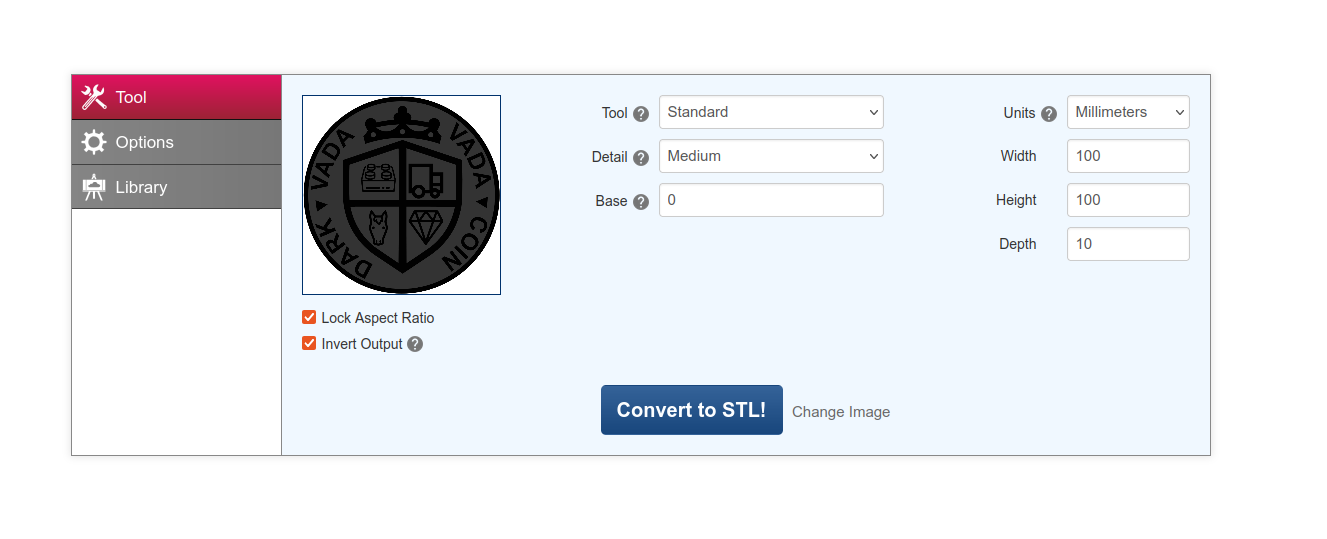 Tool
Options
Library
VADA VADA
DARK COIN
Lock Aspect Ratio
Invert Output ?
Tool ? Standard
Detail ? Medium
Base ? 0
Units ? Millimeters
Width 100
Height 100
Depth 10
Convert to STL! Change Image